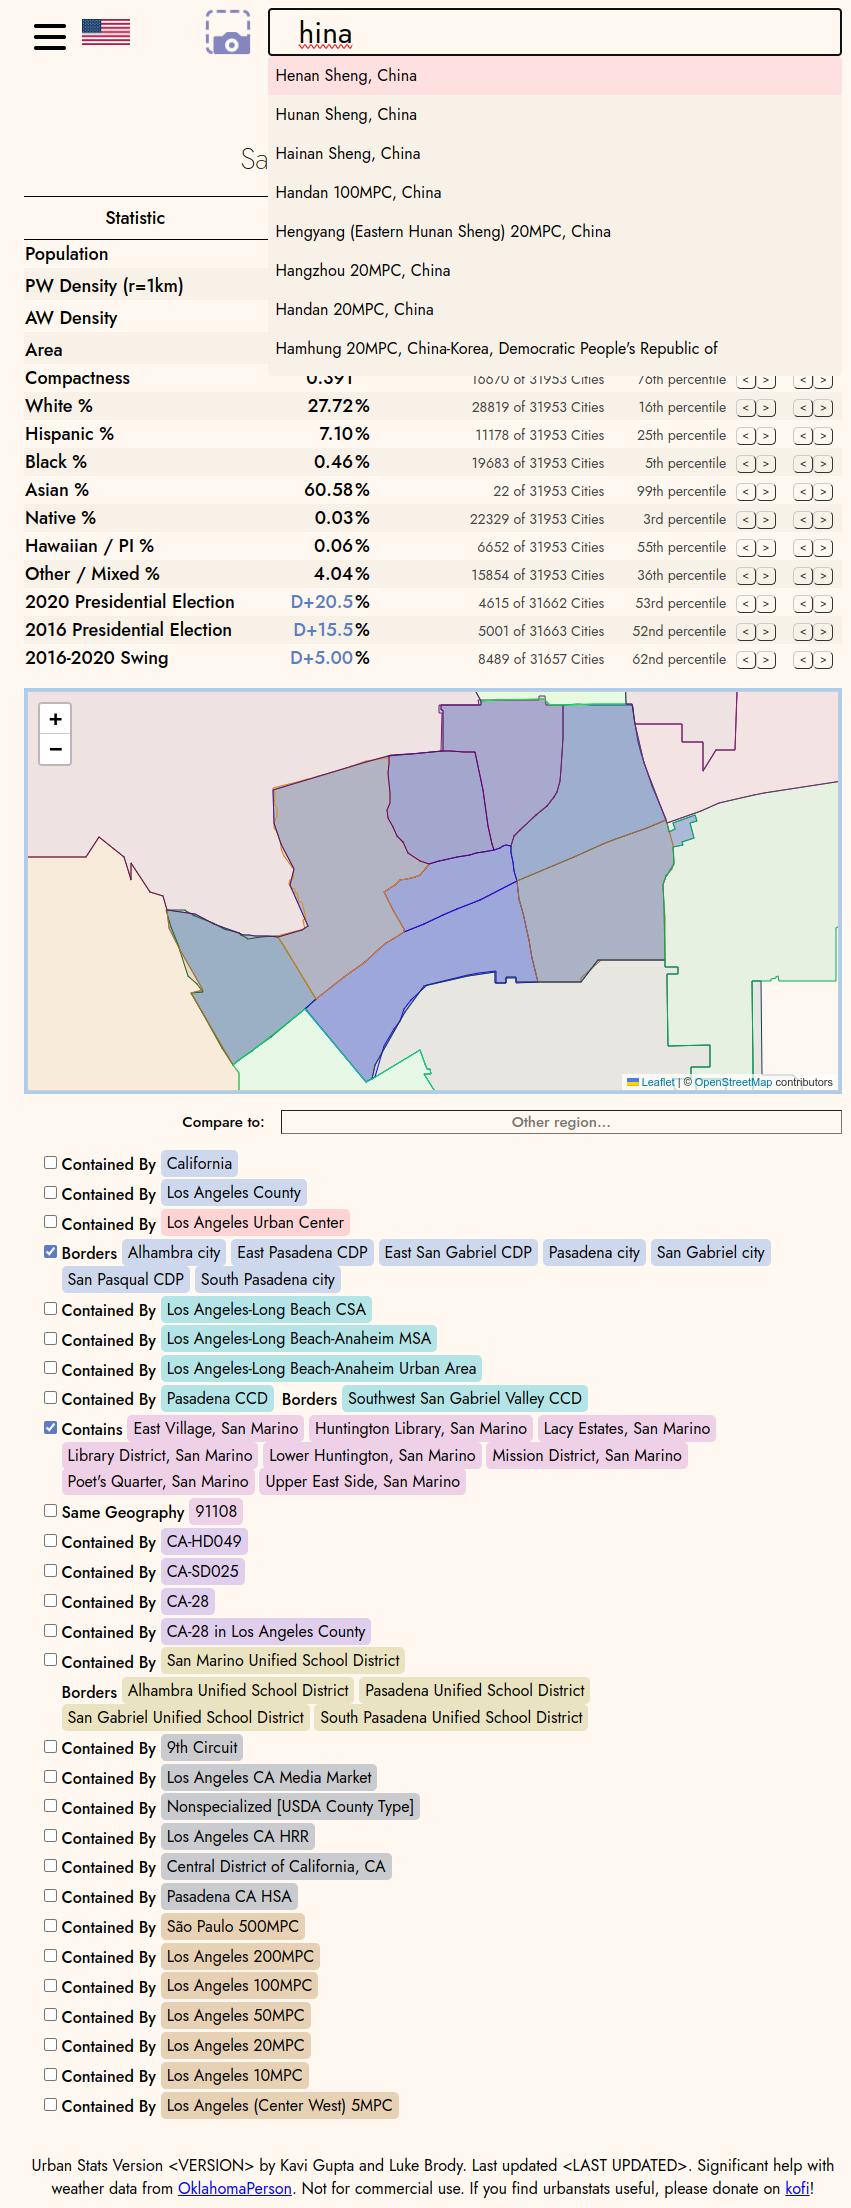 hina
Henan Sheng, China
Hunan Sheng, China
Hainan Sheng, China
Handan 100MPC, China
Hengyang (Eastern Hunan Sheng) 20MPC, China
Hangzhou 20MPC, China
Handan 20MPC, China
Hamhung 20MPC, China-Korea, Democratic People's Republic of
Sa
Statistic
Population
PW Density (r=1km)
AW Density
Area
Compactness 0.391 16670 of 31953 Cities 76th percentile < > < >
White % 27.72% 28819 of 31953 Cities 16th percentile < > < >
Hispanic % 7.10% 11178 of 31953 Cities 25th percentile < > < >
Black % 0.46% 19683 of 31953 Cities 5th percentile < > < >
Asian % 60.58% 22 of 31953 Cities 99th percentile < > < >
Native % 0.03% 22329 of 31953 Cities 3rd percentile < > < >
Hawaiian / PI % 0.06% 6652 of 31953 Cities 55th percentile < > < >
Other / Mixed % 4.04% 15854 of 31953 Cities 36th percentile < > < >
2020 Presidential Election D+20.5% 4615 of 31662 Cities 53rd percentile < > < >
2016 Presidential Election D+15.5% 5001 of 31663 Cities 52nd percentile < > < >
2016-2020 Swing D+5.00% 8489 of 31657 Cities 62nd percentile < > < >
+
−
Leaflet | © OpenStreetMap contributors
Compare to: Other region...
Contained By California
Contained By Los Angeles County
Contained By Los Angeles Urban Center
Borders Alhambra city East Pasadena CDP East San Gabriel CDP Pasadena city San Gabriel city
San Pasqual CDP South Pasadena city
Contained By Los Angeles-Long Beach CSA
Contained By Los Angeles-Long Beach-Anaheim MSA
Contained By Los Angeles-Long Beach-Anaheim Urban Area
Contained By Pasadena CCD Borders Southwest San Gabriel Valley CCD
Contains East Village, San Marino Huntington Library, San Marino Lacy Estates, San Marino
Library District, San Marino Lower Huntington, San Marino Mission District, San Marino
Poet's Quarter, San Marino Upper East Side, San Marino
Same Geography 91108
Contained By CA-HD049
Contained By CA-SD025
Contained By CA-28
Contained By CA-28 in Los Angeles County
Contained By San Marino Unified School District
Borders Alhambra Unified School District Pasadena Unified School District
San Gabriel Unified School District South Pasadena Unified School District
Contained By 9th Circuit
Contained By Los Angeles CA Media Market
Contained By Nonspecialized [USDA County Type]
Contained By Los Angeles CA HRR
Contained By Central District of California, CA
Contained By Pasadena CA HSA
Contained By São Paulo 500MPC
Contained By Los Angeles 200MPC
Contained By Los Angeles 100MPC
Contained By Los Angeles 50MPC
Contained By Los Angeles 20MPC
Contained By Los Angeles 10MPC
Contained By Los Angeles (Center West) 5MPC
Urban Stats Version <VERSION> by Kavi Gupta and Luke Brody. Last updated <LAST UPDATED>. Significant help with
weather data from OklahomaPerson. Not for commercial use. If you find urbanstats useful, please donate on kofi!